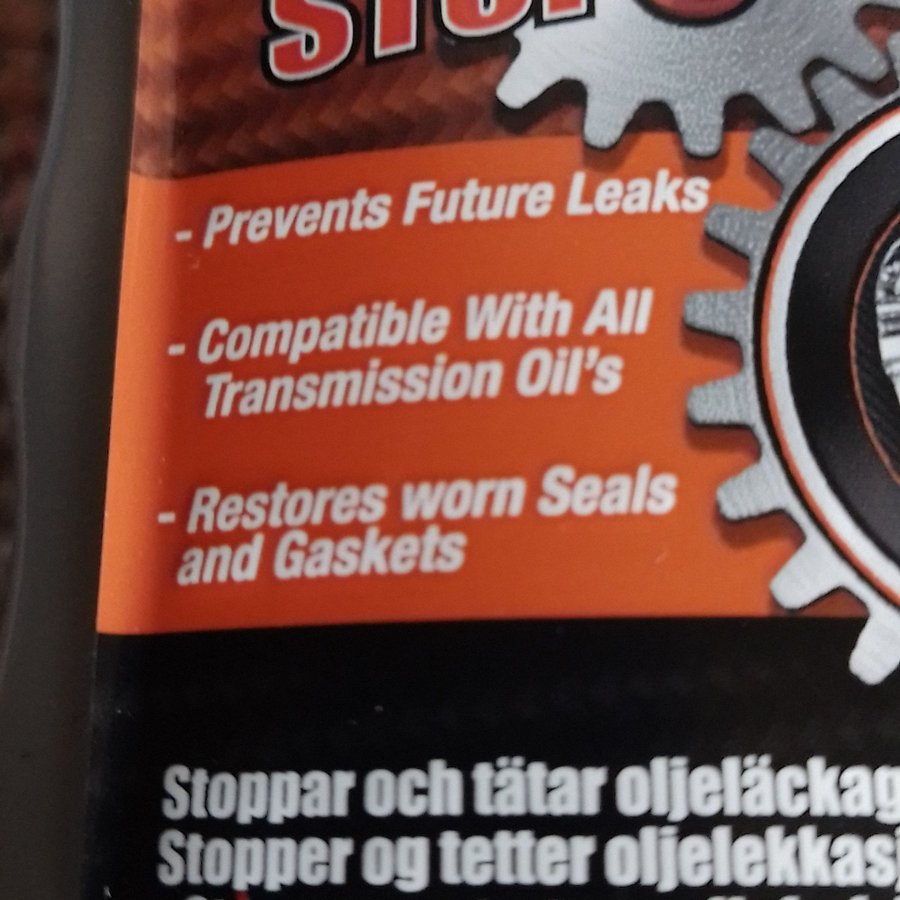 STOP
- Prevents Future Leaks
- Compatible With All
Transmission Oil's
- Restores worn Seals
and Gaskets
Stoppar och tätar oljeläckag
Stopper og tetter oljelekkasj